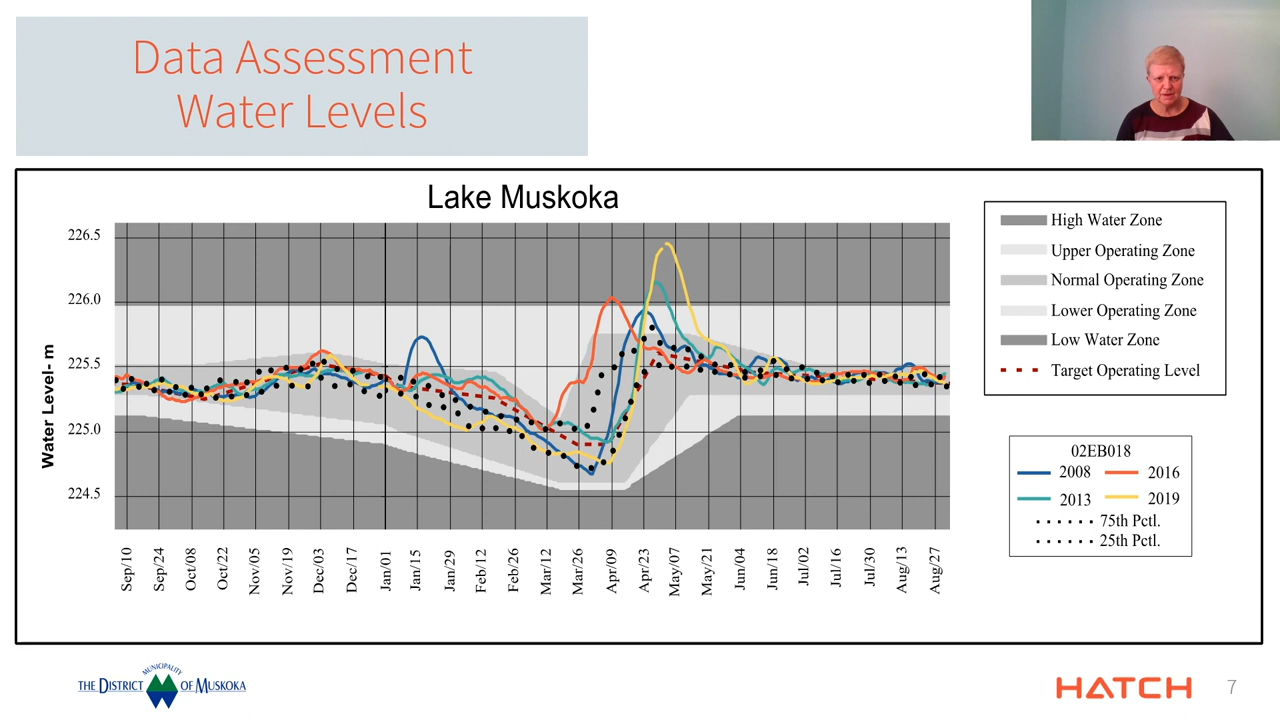 Data Assessment
Water Levels
Lake Muskoka
Water Level- m
226.5
226.0
225.5
225.0
224.5
Sep/10
Sep/24
Oct/08
Oct/22
Nov/05
Nov/19
Dec/03
Dec/17
Jan/01
Jan/15
Jan/29
Feb/12
Feb/26
Mar/12
Mar/26
Apr/09
Apr/23
May/07
May/21
Jun/04
Jun/18
Jul/02
Jul/16
Jul/30
Aug/13
Aug/27
High Water Zone
Upper Operating Zone
Normal Operating Zone
Lower Operating Zone
Low Water Zone
Target Operating Level
02EB018
2008 2016
2013 2019
75th Pctl.
25th Pctl.
MUNICIPALITY
THE DISTRICT OF MUSKOKA
HATCH
7